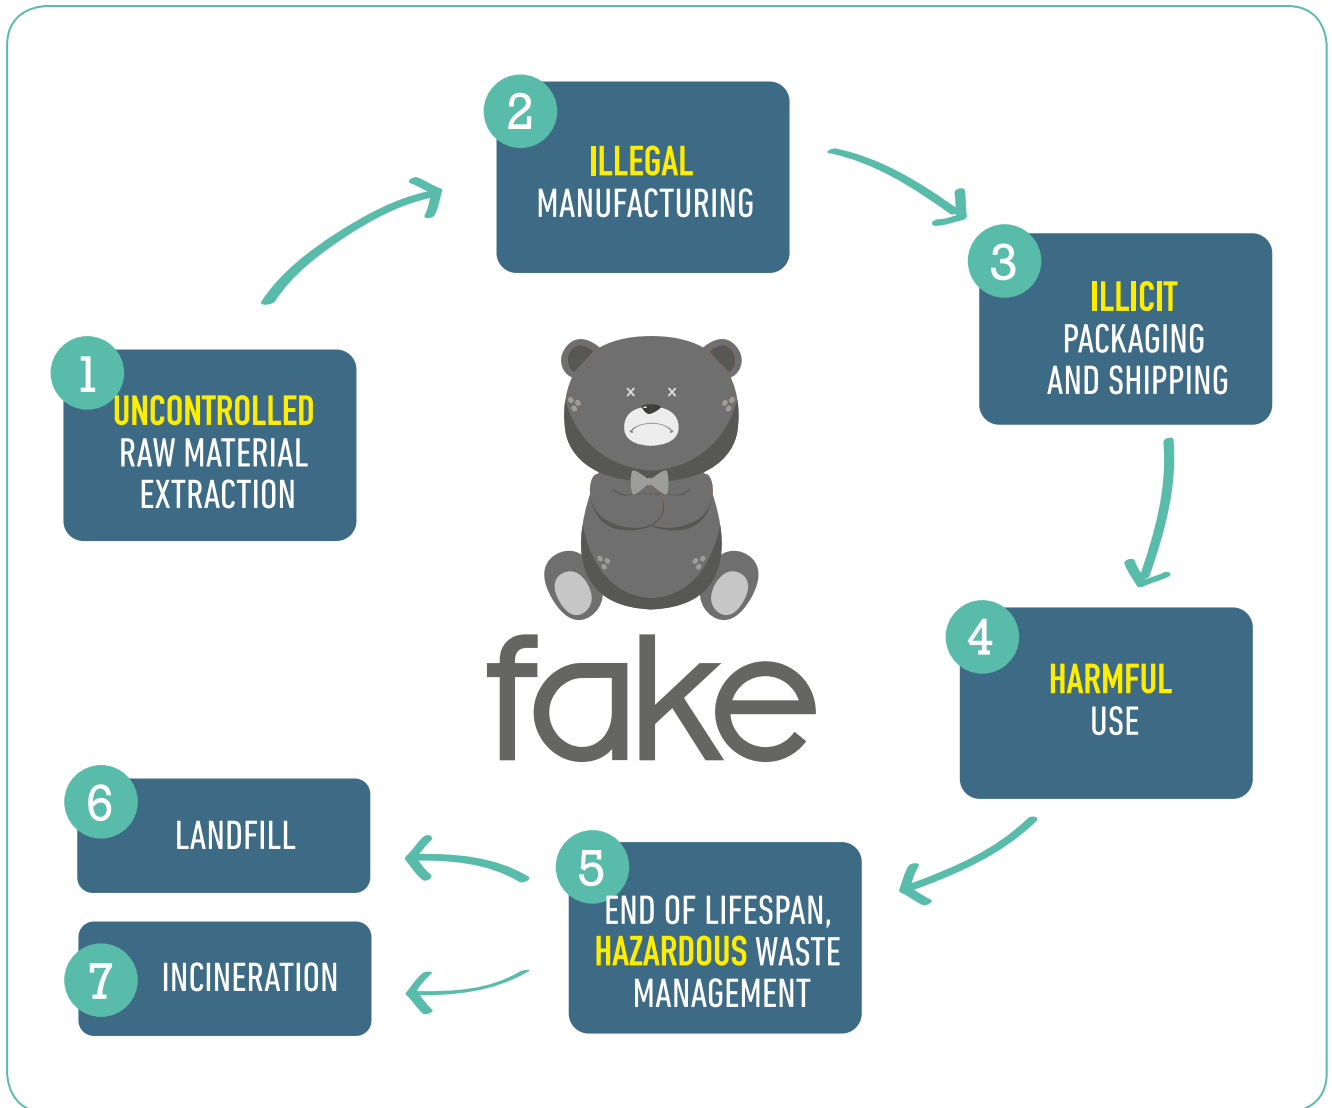 1
UNCONTROLLED
RAW MATERIAL
EXTRACTION
2
ILLEGAL
MANUFACTURING
3
ILLICIT
PACKAGING
AND SHIPPING
4
HARMFUL
USE
5
END OF LIFESPAN,
HAZARDOUS WASTE
MANAGEMENT
6
LANDFILL
7
INCINERATION
fake